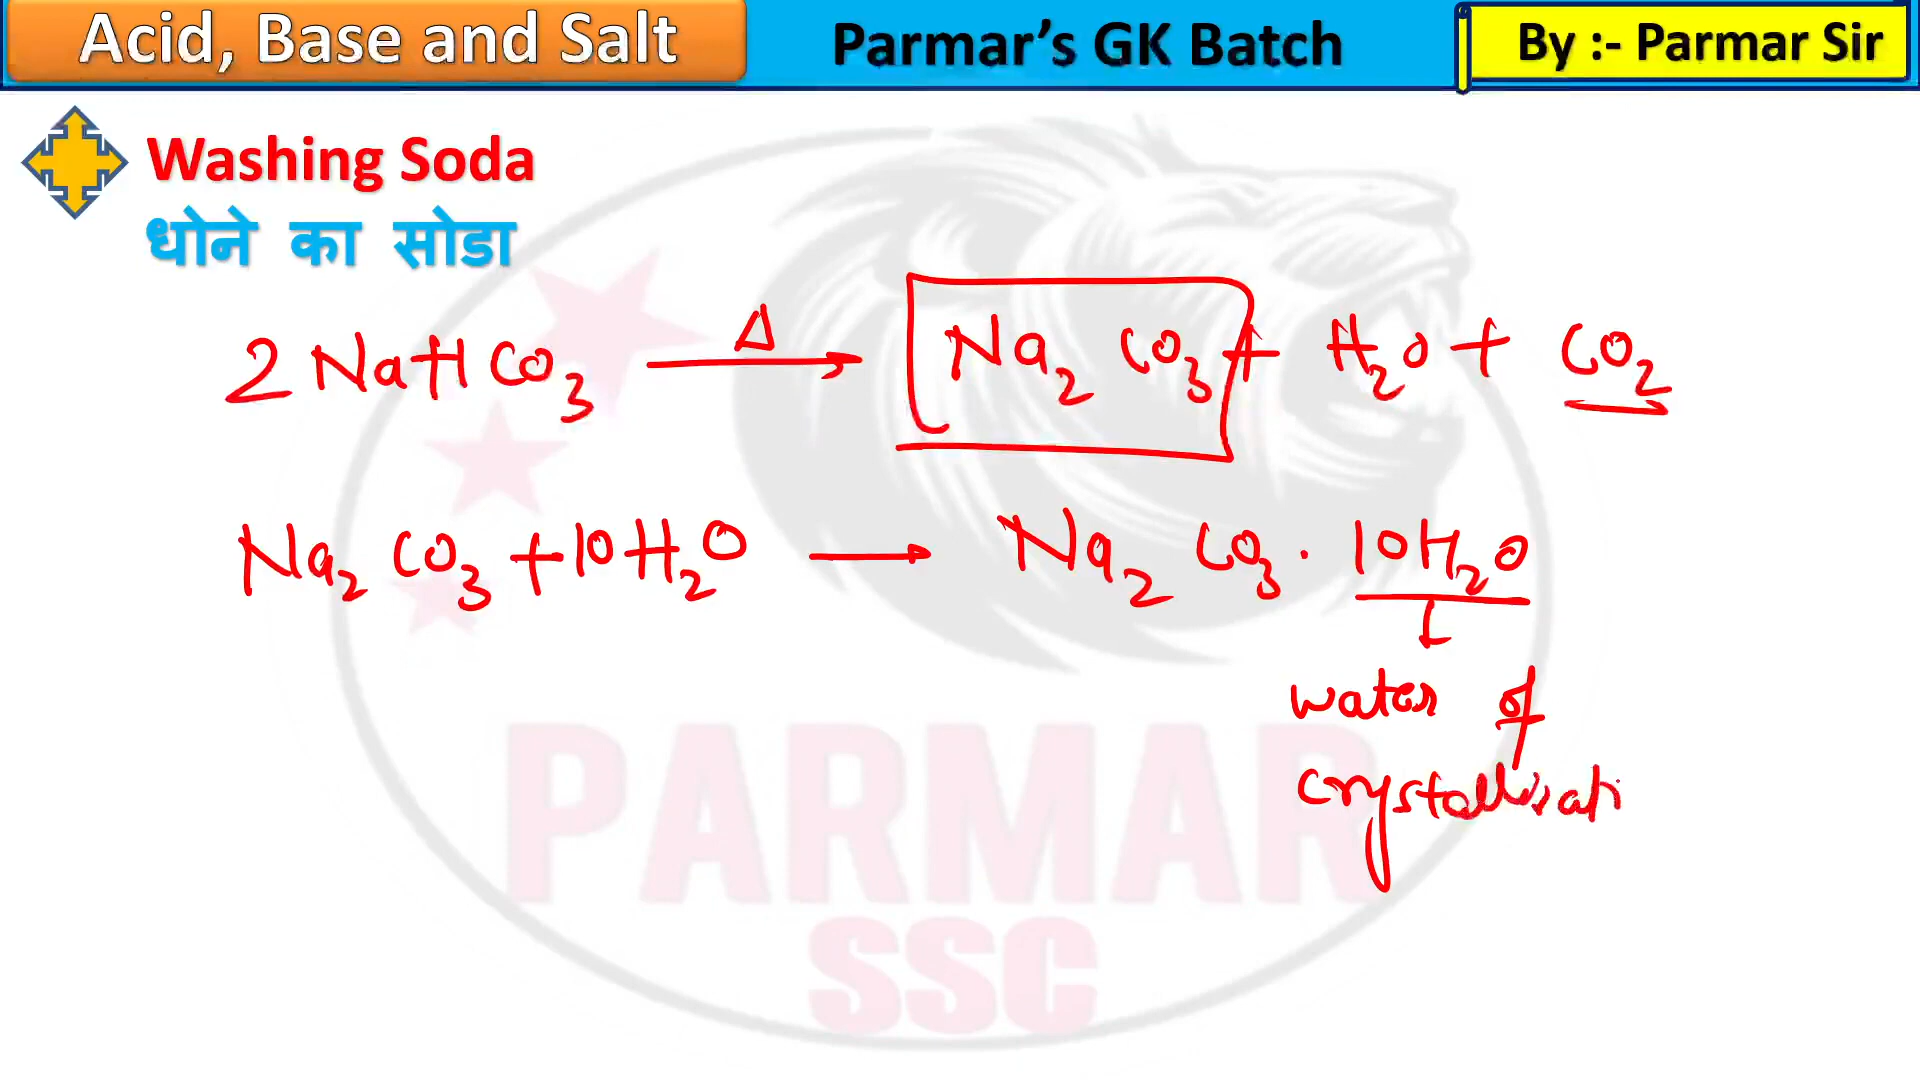 Acid, Base and Salt
Parmar's GK Batch
By :- Parmar Sir
Washing Soda
धोने का सोडा
2NaHCO₃ —Δ→ Na₂CO₃ + H₂O + CO₂
Na₂CO₃ + 10H₂O → Na₂CO₃·10H₂O
water of
crystallisati
PARMAR
SSC